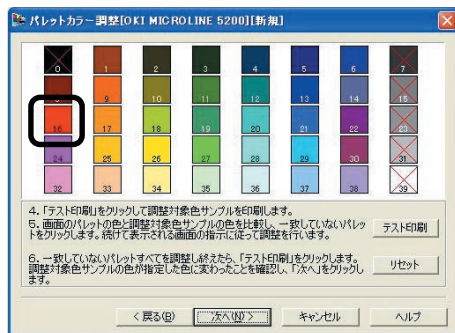 パレットカラー調整[OKI MICROLINE 5200][新規]
0 1 2 3 4 5 6 7
8 9 10 11 12 13 14 15
16 17 18 19 20 21 22 23
24 25 26 27 28 29 30 31
32 33 34 35 36 37 38 39
4. 「テスト印刷」をクリックして調整対象色サンプルを印刷します。
5. 画面のパレットの色と調整対象色サンプルの色を比較し、一致していないパレッ
トをクリックします。続けて表示される画面の指示に従って調整を行います。
テスト印刷
6. 一致していないパレットすべてを調整し終えたら、「テスト印刷」をクリックします。
調整対象色サンプルの色が指定した色に変わったことを確認し、「次へ」をクリックし
ます。
リセット
< 戻る(B) 次へ(N) > キャンセル ヘルプ